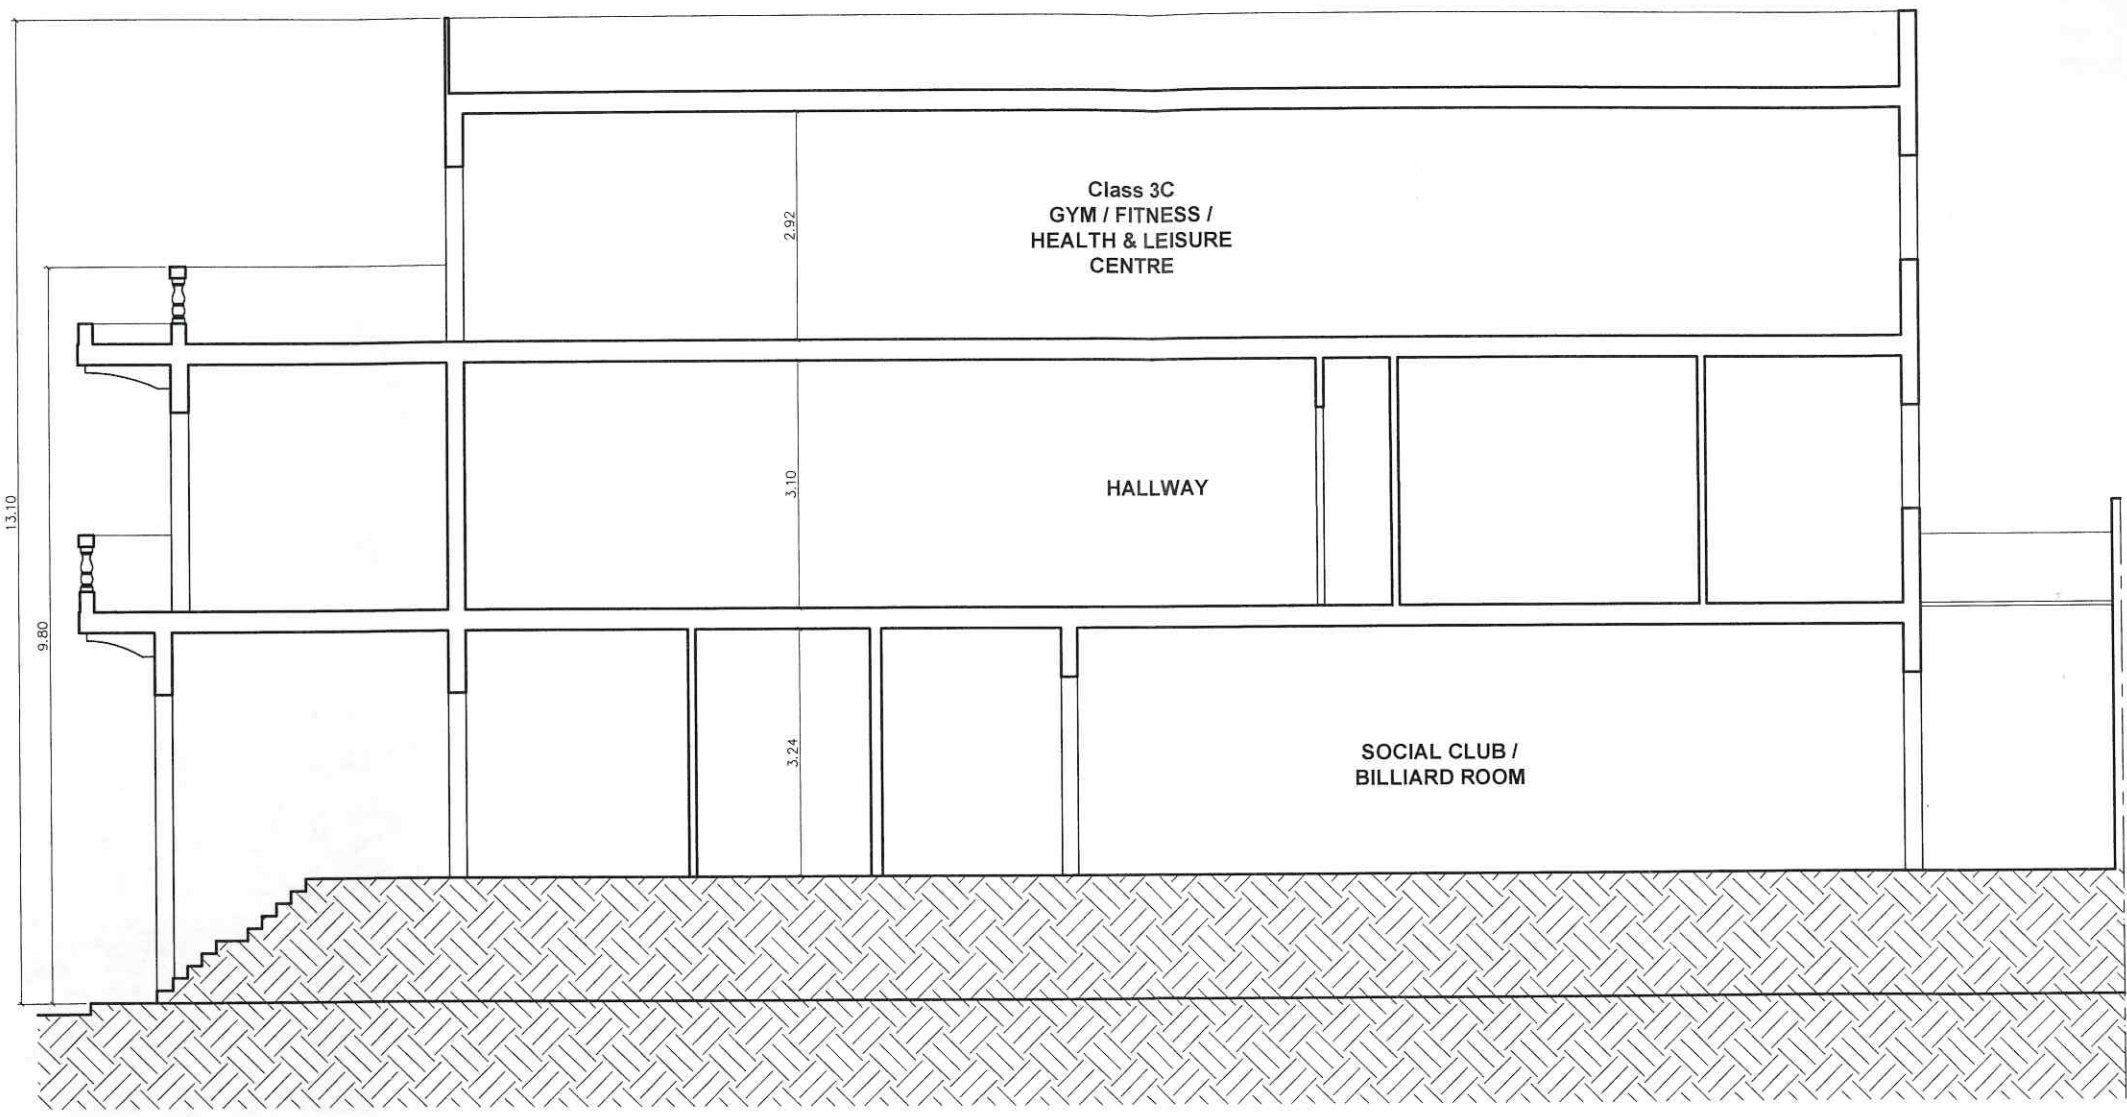 Class 3C
GYM / FITNESS /
HEALTH & LEISURE
CENTRE
2.92
13.10
3.10
HALLWAY
9.80
3.24
SOCIAL CLUB /
BILLIARD ROOM